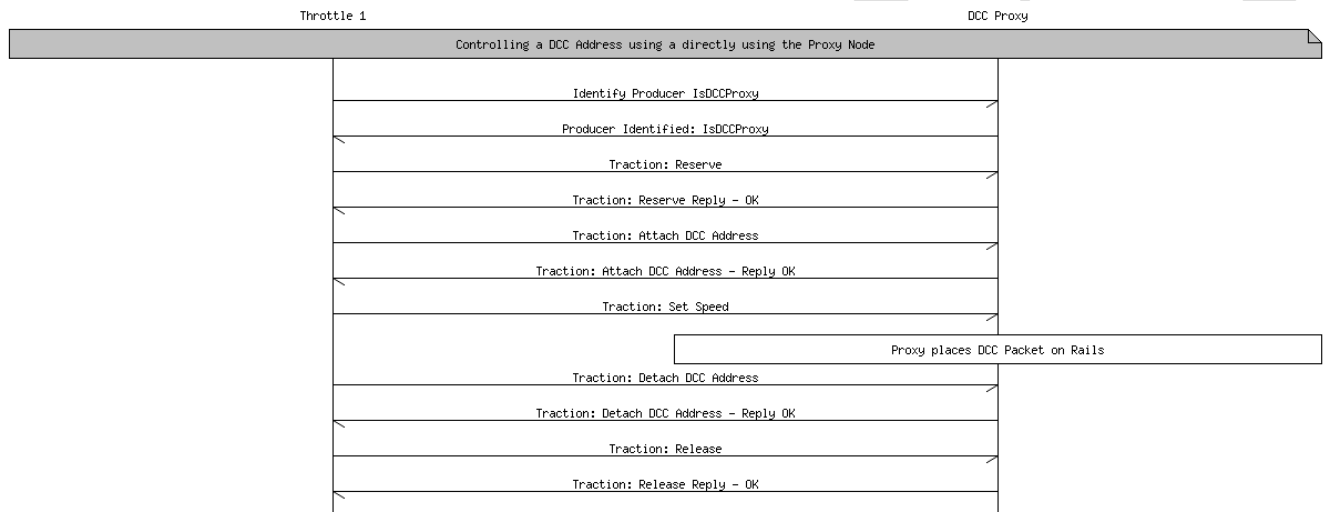 Throttle 1 DCC Proxy
Controlling a DCC Address using a directly using the Proxy Node
Identify Producer IsDCCProxy
Producer Identified: IsDCCProxy
Traction: Reserve
Traction: Reserve Reply - OK
Traction: Attach DCC Address
Traction: Attach DCC Address - Reply OK
Traction: Set Speed
Proxy places DCC Packet on Rails
Traction: Detach DCC Address
Traction: Detach DCC Address - Reply OK
Traction: Release
Traction: Release Reply - OK